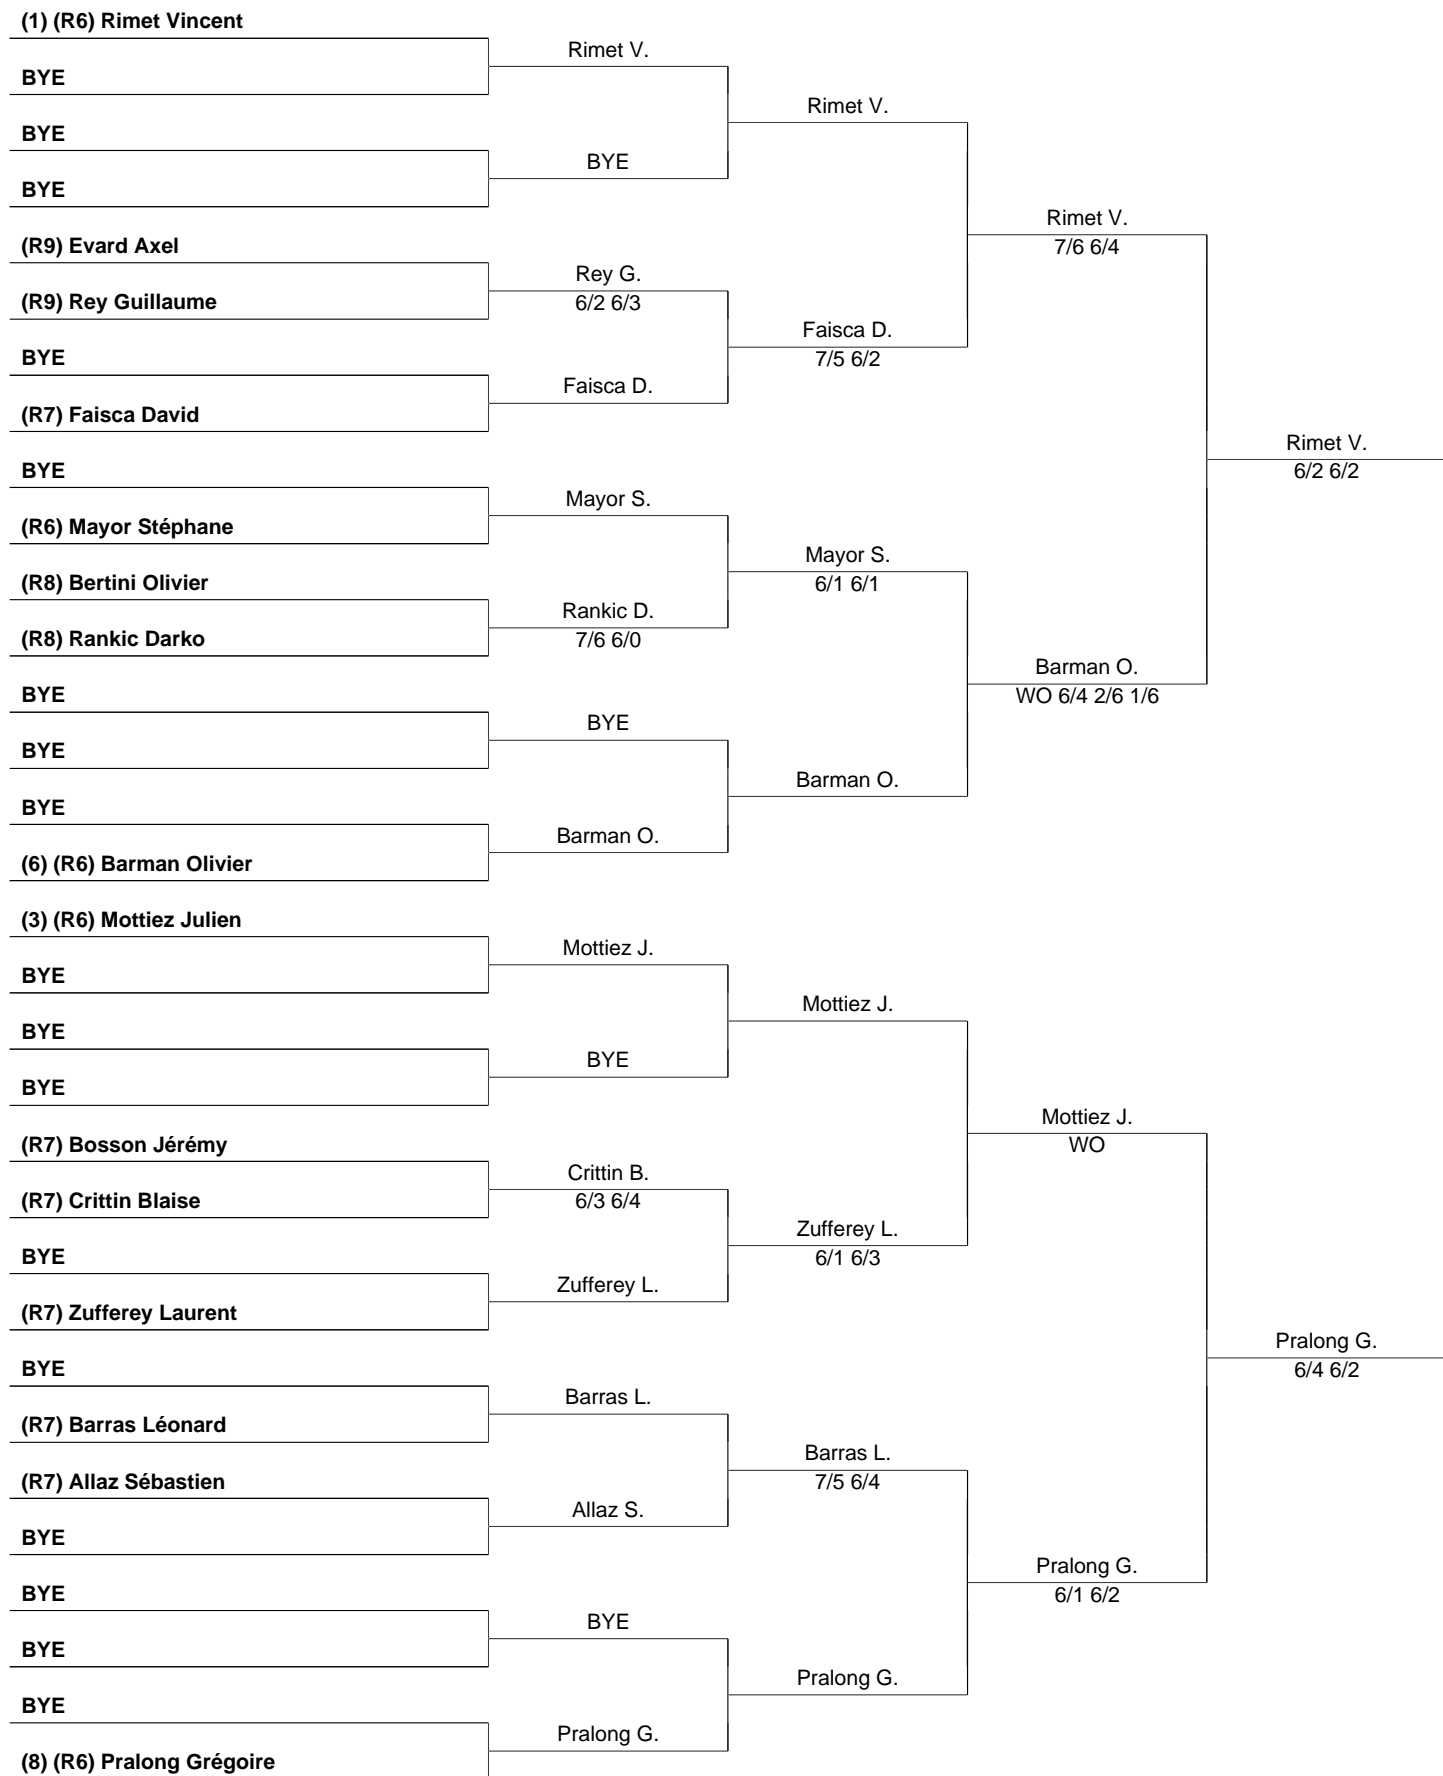 (1) (R6) Rimet Vincent
Rimet V.
BYE
Rimet V.
BYE
BYE
BYE
Rimet V.
7/6 6/4
(R9) Evard Axel
Rey G.
6/2 6/3
(R9) Rey Guillaume
Faisca D.
7/5 6/2
BYE
Faisca D.
(R7) Faisca David
Rimet V.
6/2 6/2
BYE
Mayor S.
(R6) Mayor Stéphane
Mayor S.
6/1 6/1
(R8) Bertini Olivier
Rankic D.
7/6 6/0
(R8) Rankic Darko
Barman O.
WO 6/4 2/6 1/6
BYE
BYE
BYE
Barman O.
BYE
Barman O.
(6) (R6) Barman Olivier
(3) (R6) Mottiez Julien
Mottiez J.
BYE
Mottiez J.
BYE
BYE
BYE
Mottiez J.
WO
(R7) Bosson Jérémy
Crittin B.
6/3 6/4
(R7) Crittin Blaise
Zufferey L.
6/1 6/3
BYE
Zufferey L.
(R7) Zufferey Laurent
Pralong G.
6/4 6/2
BYE
Barras L.
(R7) Barras Léonard
Barras L.
7/5 6/4
(R7) Allaz Sébastien
Allaz S.
BYE
Pralong G.
6/1 6/2
BYE
BYE
BYE
Pralong G.
BYE
Pralong G.
(8) (R6) Pralong Grégoire